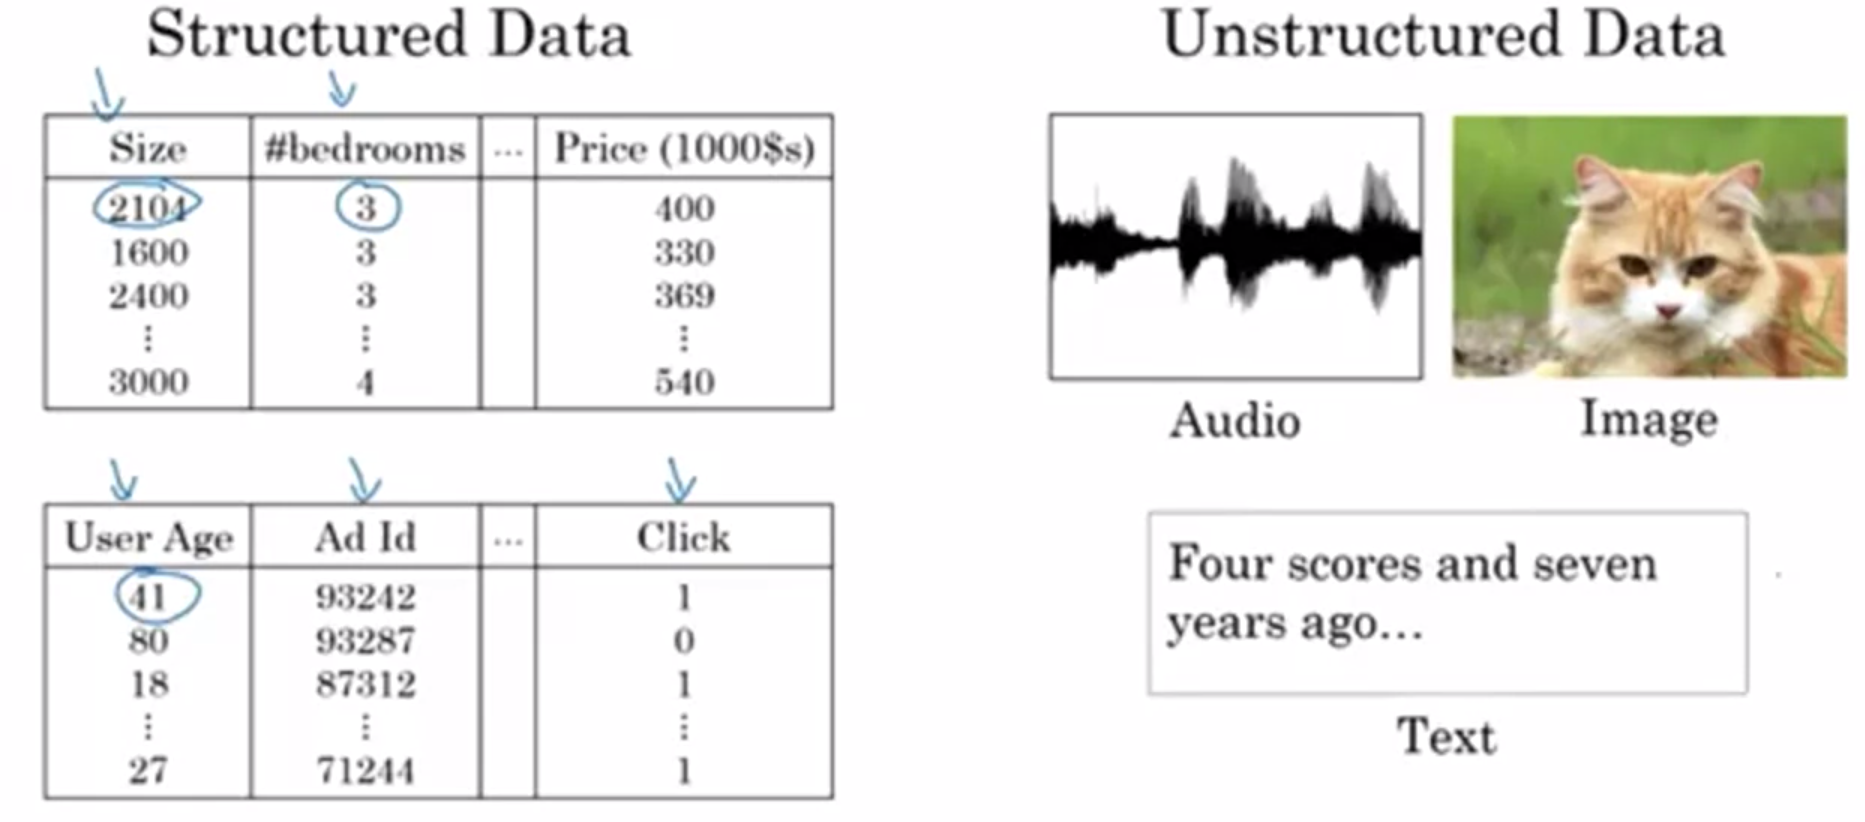 Structured Data
Size #bedrooms ... Price (1000$s)
2104 3 400
1600 3 330
2400 3 369
⋮ ⋮ ⋮
3000 4 540
User Age Ad Id ... Click
41 93242 1
80 93287 0
18 87312 1
⋮ ⋮ ⋮
27 71244 1
Unstructured Data
Audio
Image
Four scores and seven
years ago...
Text